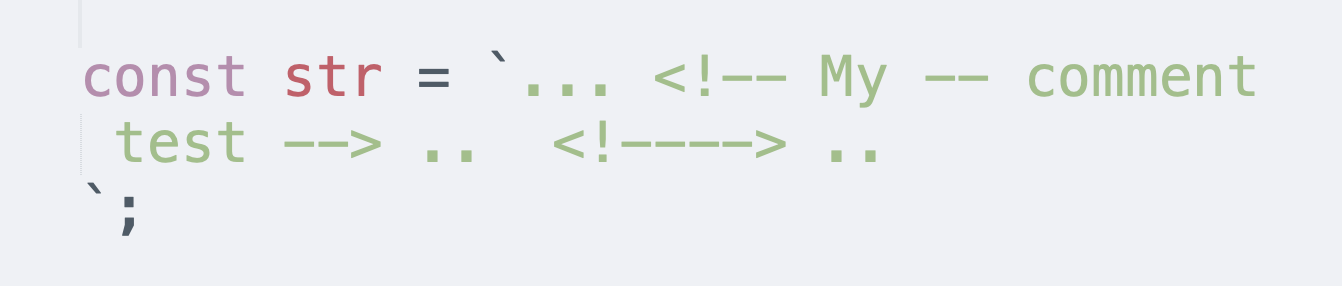 const str = `... <!-- My -- comment
 test --> ..  <!----> ..
`;